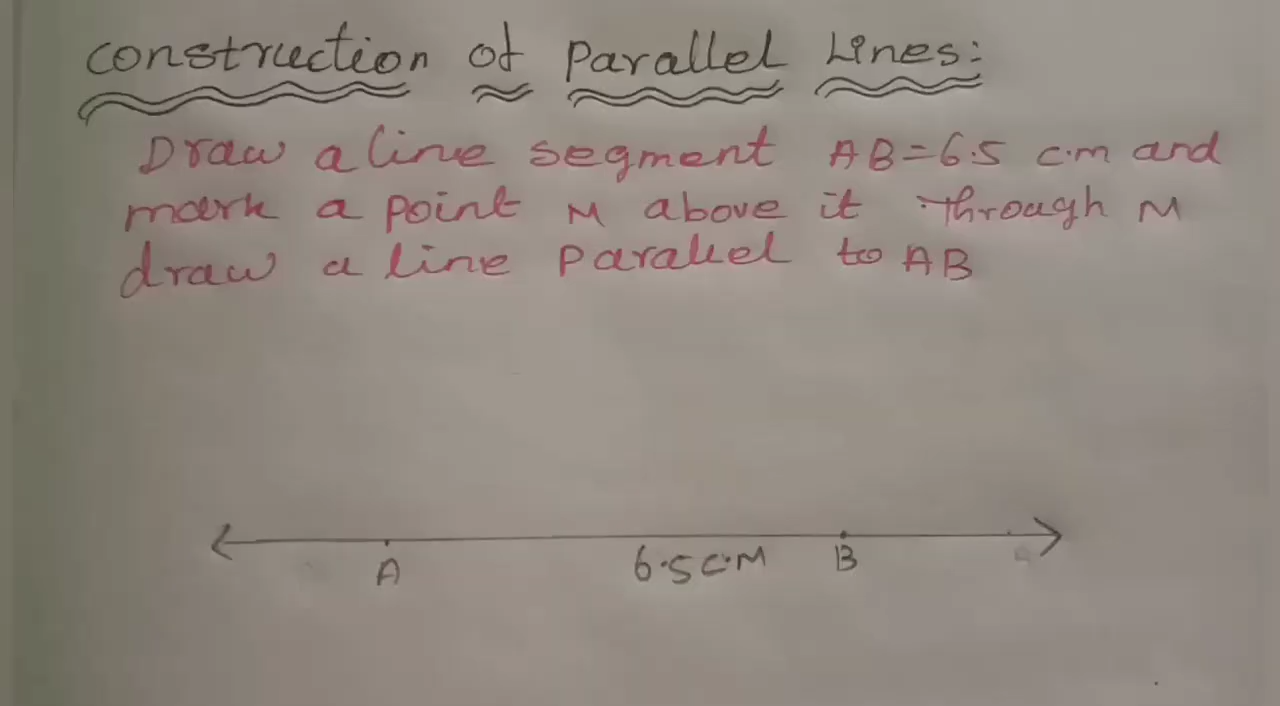 construction of parallel Lines:
Draw a line segment AB=6.5 c.m and
mark a point M above it through M
draw a line parallel to AB
6.5 C.M
A
B